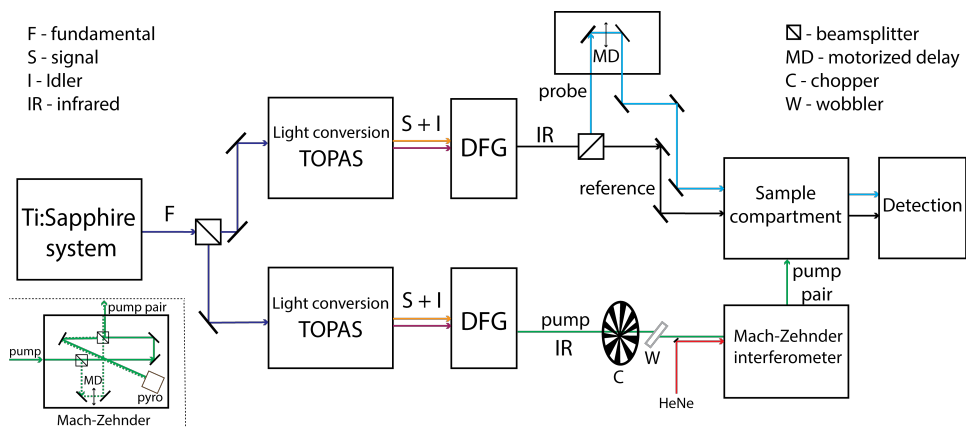 F - fundamental
S - signal
I - Idler
IR - infrared
- beamsplitter
MD - motorized delay
C - chopper
W - wobbler
MD
probe
Light conversion
TOPAS
S + I
DFG
IR
reference
Ti:Sapphire
system
F
Sample
compartment
Detection
Light conversion
TOPAS
S + I
DFG
pump
IR
C
W
HeNe
pump
pair
Mach-Zehnder
interferometer
pump pair
pump
MD
pyro
Mach-Zehnder